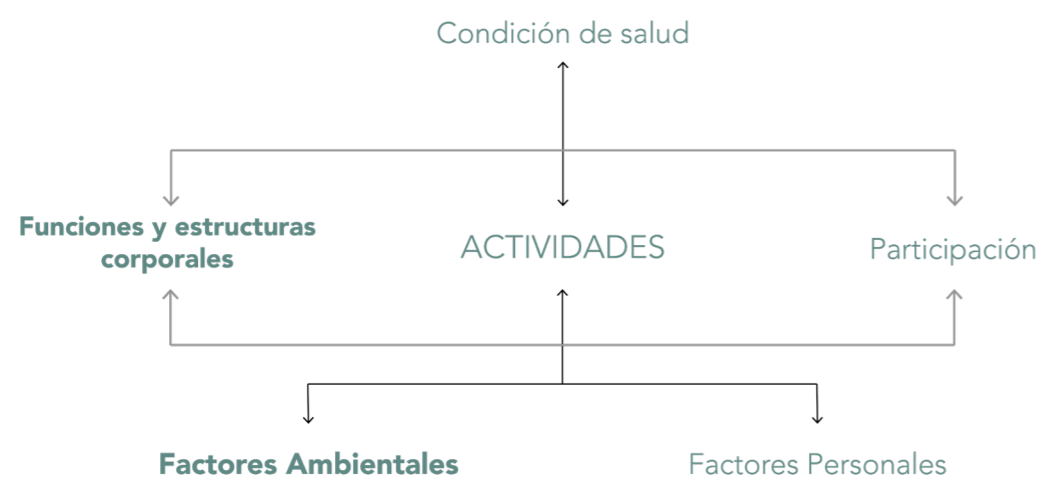 Condición de salud
Funciones y estructuras
corporales
ACTIVIDADES
Participación
Factores Ambientales
Factores Personales